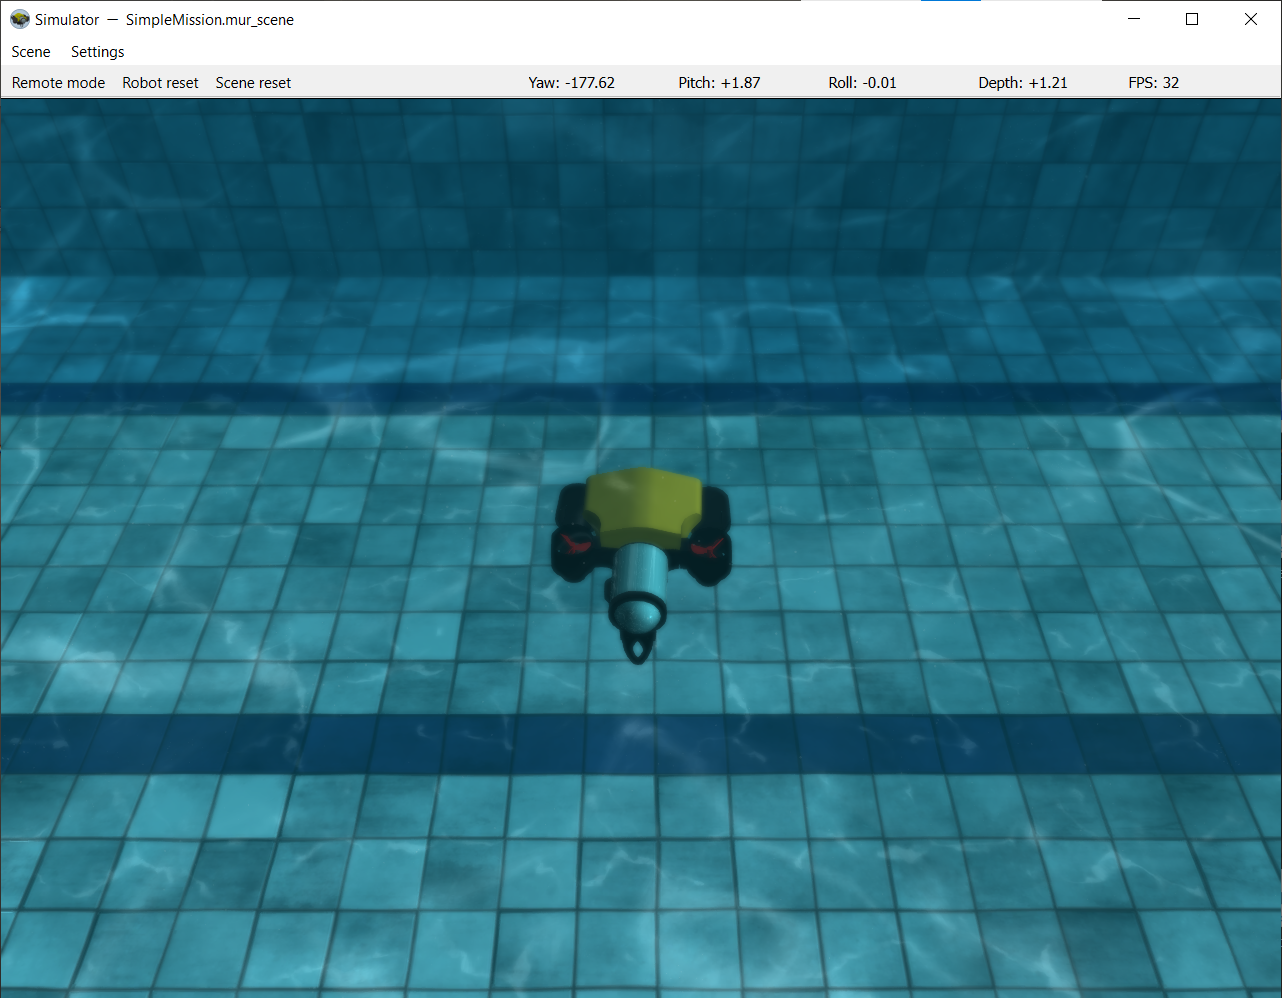 Simulator — SimpleMission.mur_scene
Scene Settings
Remote mode Robot reset Scene reset Yaw: -177.62 Pitch: +1.87 Roll: -0.01 Depth: +1.21 FPS: 32